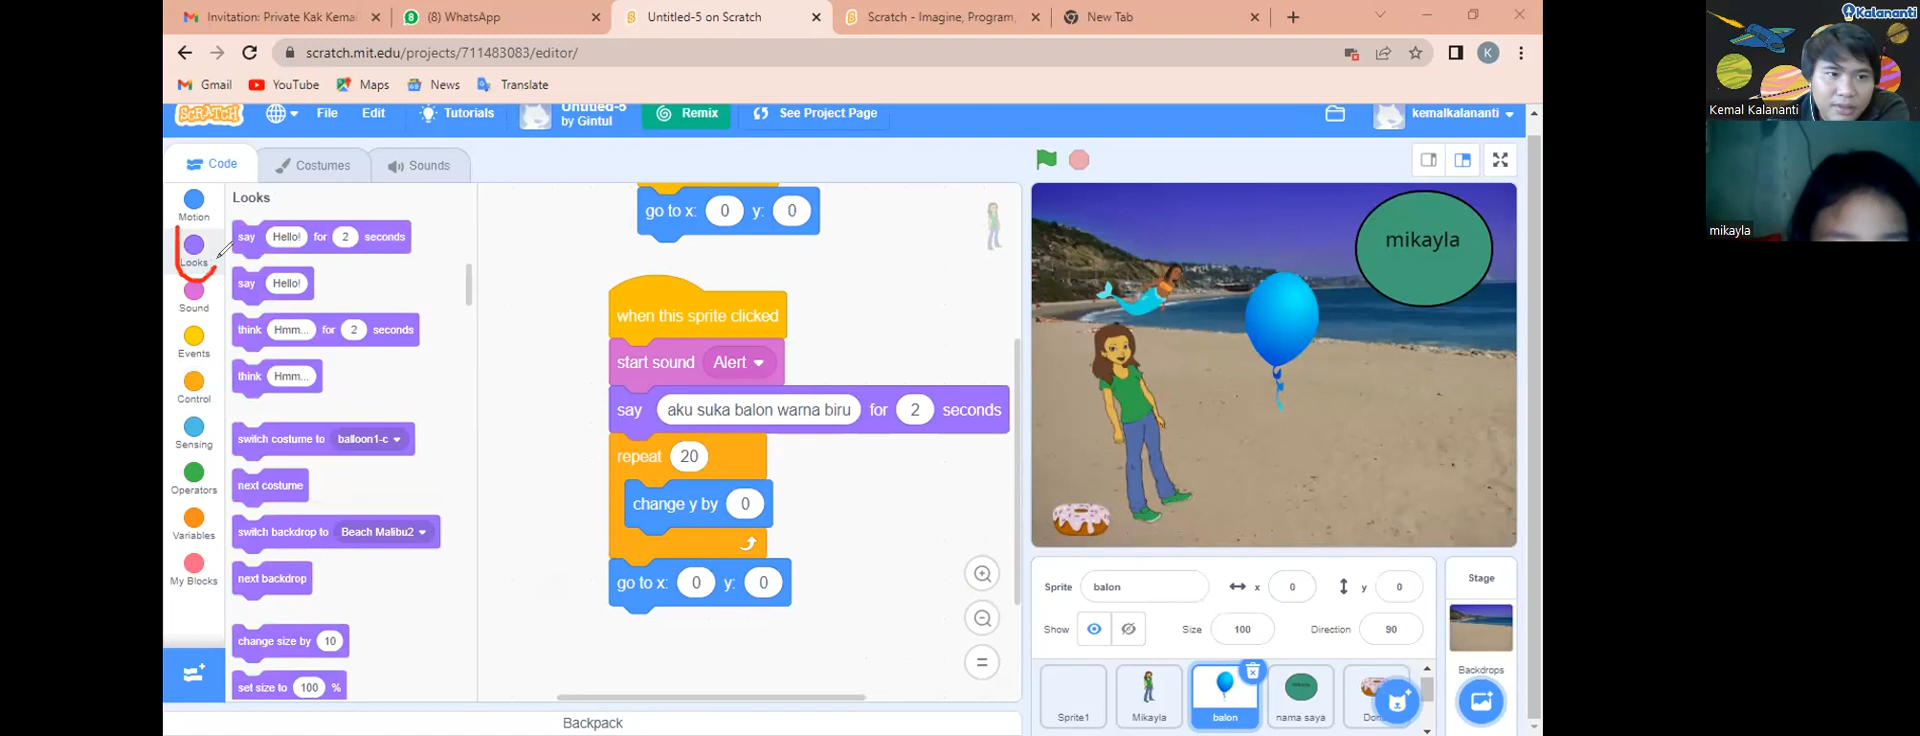 Invitation: Private Kak Kemal
(8) WhatsApp
Untitled-5 on Scratch
Scratch - Imagine, Program,
New Tab
scratch.mit.edu/projects/711483083/editor/
K
Gmail
YouTube
Maps
News
Translate
SCRATCH
File
Edit
Tutorials
Untitled-5
by Gintul
Remix
See Project Page
kemalkalananti
Code
Costumes
Sounds
Motion
Looks
Sound
Events
Control
Sensing
Operators
Variables
My Blocks
Looks
say Hello! for 2 seconds
say Hello!
think Hmm... for 2 seconds
think Hmm...
switch costume to balloon1-c
next costume
switch backdrop to Beach Malibu2
next backdrop
change size by 10
set size to 100 %
go to x: 0 y: 0
when this sprite clicked
start sound Alert
say aku suka balon warna biru for 2 seconds
repeat 20
change y by 0
go to x: 0 y: 0
Backpack
mikayla
Sprite balon x 0 y 0
Show Size 100 Direction 90
Sprite1
Mikayla
balon
nama saya
Stage
Backdrops
Kalananti
Kemal Kalananti
mikayla